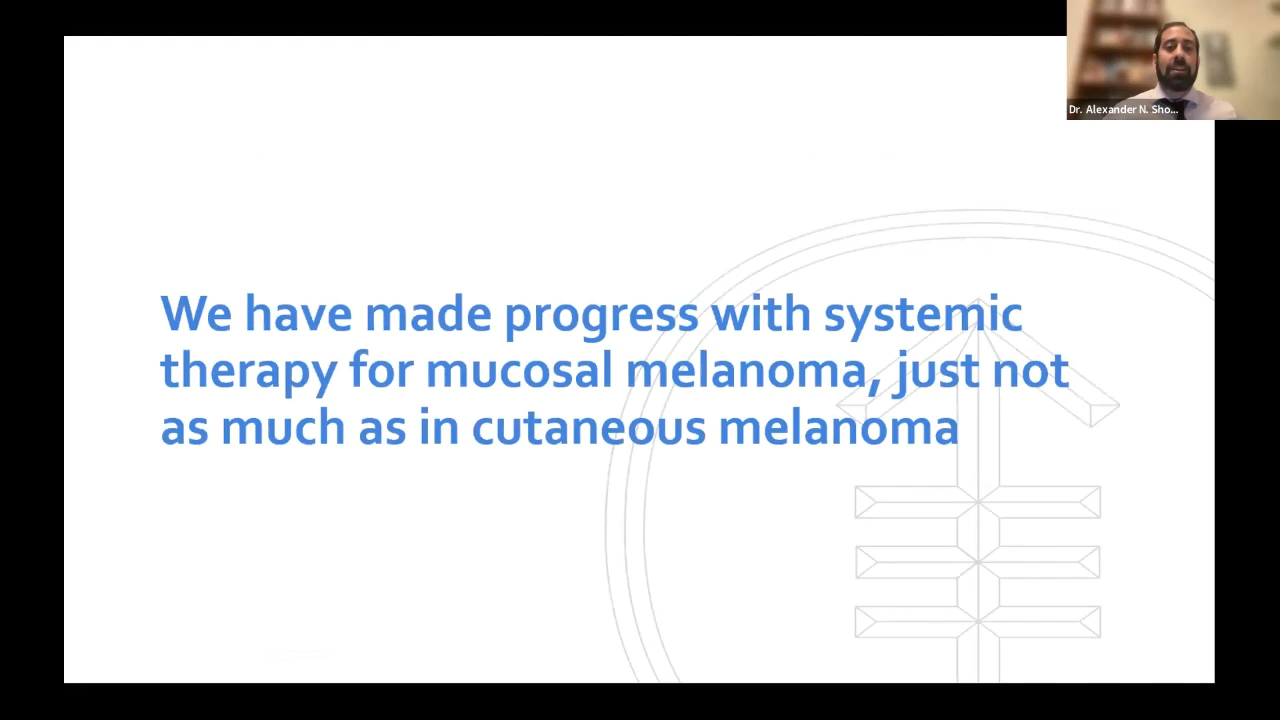 Dr. Alexander N. Sho...
We have made progress with systemic
therapy for mucosal melanoma, just not
as much as in cutaneous melanoma